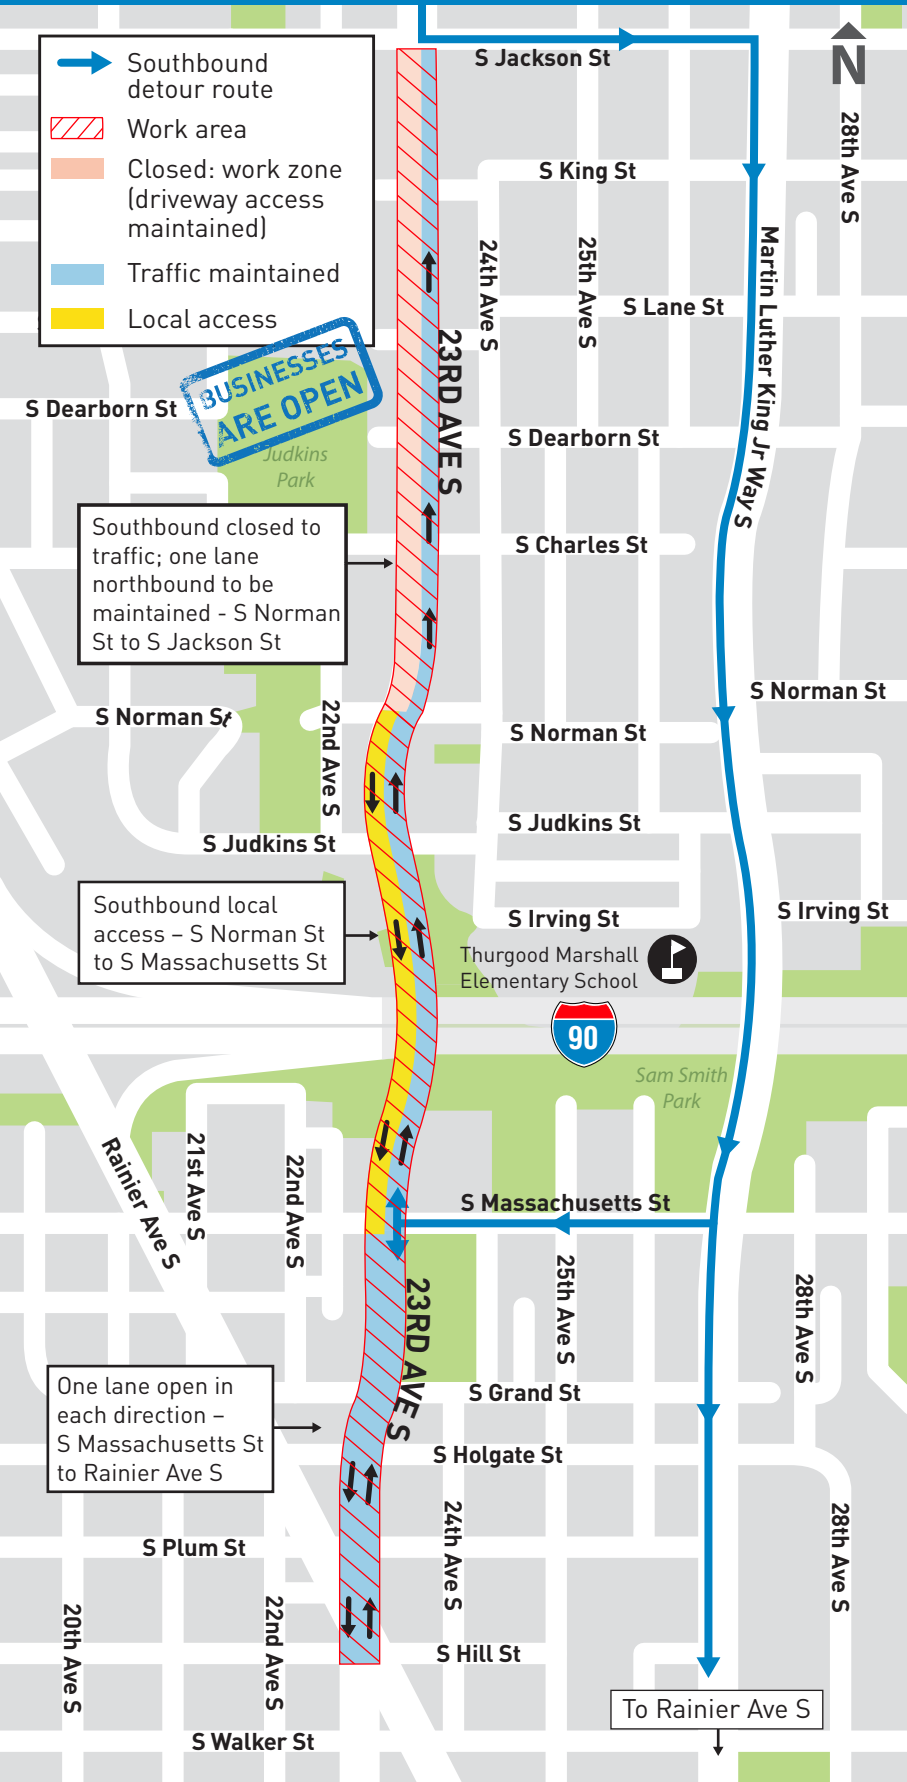 Southbound
detour route
Work area
Closed: work zone
(driveway access
maintained)
Traffic maintained
Local access
BUSINESSES
ARE OPEN
S Jackson St
N
28th Ave S
S King St
24th Ave S
25th Ave S
Martin Luther King Jr Way S
S Lane St
23RD AVE S
S Dearborn St
S Dearborn St
Judkins
Park
Southbound closed to
traffic; one lane
northbound to be
maintained - S Norman
St to S Jackson St
S Charles St
S Norman St
S Norman St
22nd Ave S
S Norman St
S Judkins St
S Judkins St
Southbound local
access – S Norman St
to S Massachusetts St
S Irving St
S Irving St
Thurgood Marshall
Elementary School
90
Sam Smith
Park
Rainier Ave S
21st Ave S
22nd Ave S
S Massachusetts St
25th Ave S
28th Ave S
23RD AVE S
One lane open in
each direction –
S Massachusetts St
to Rainier Ave S
S Grand St
S Holgate St
24th Ave S
28th Ave S
S Plum St
20th Ave S
22nd Ave S
S Hill St
To Rainier Ave S
S Walker St